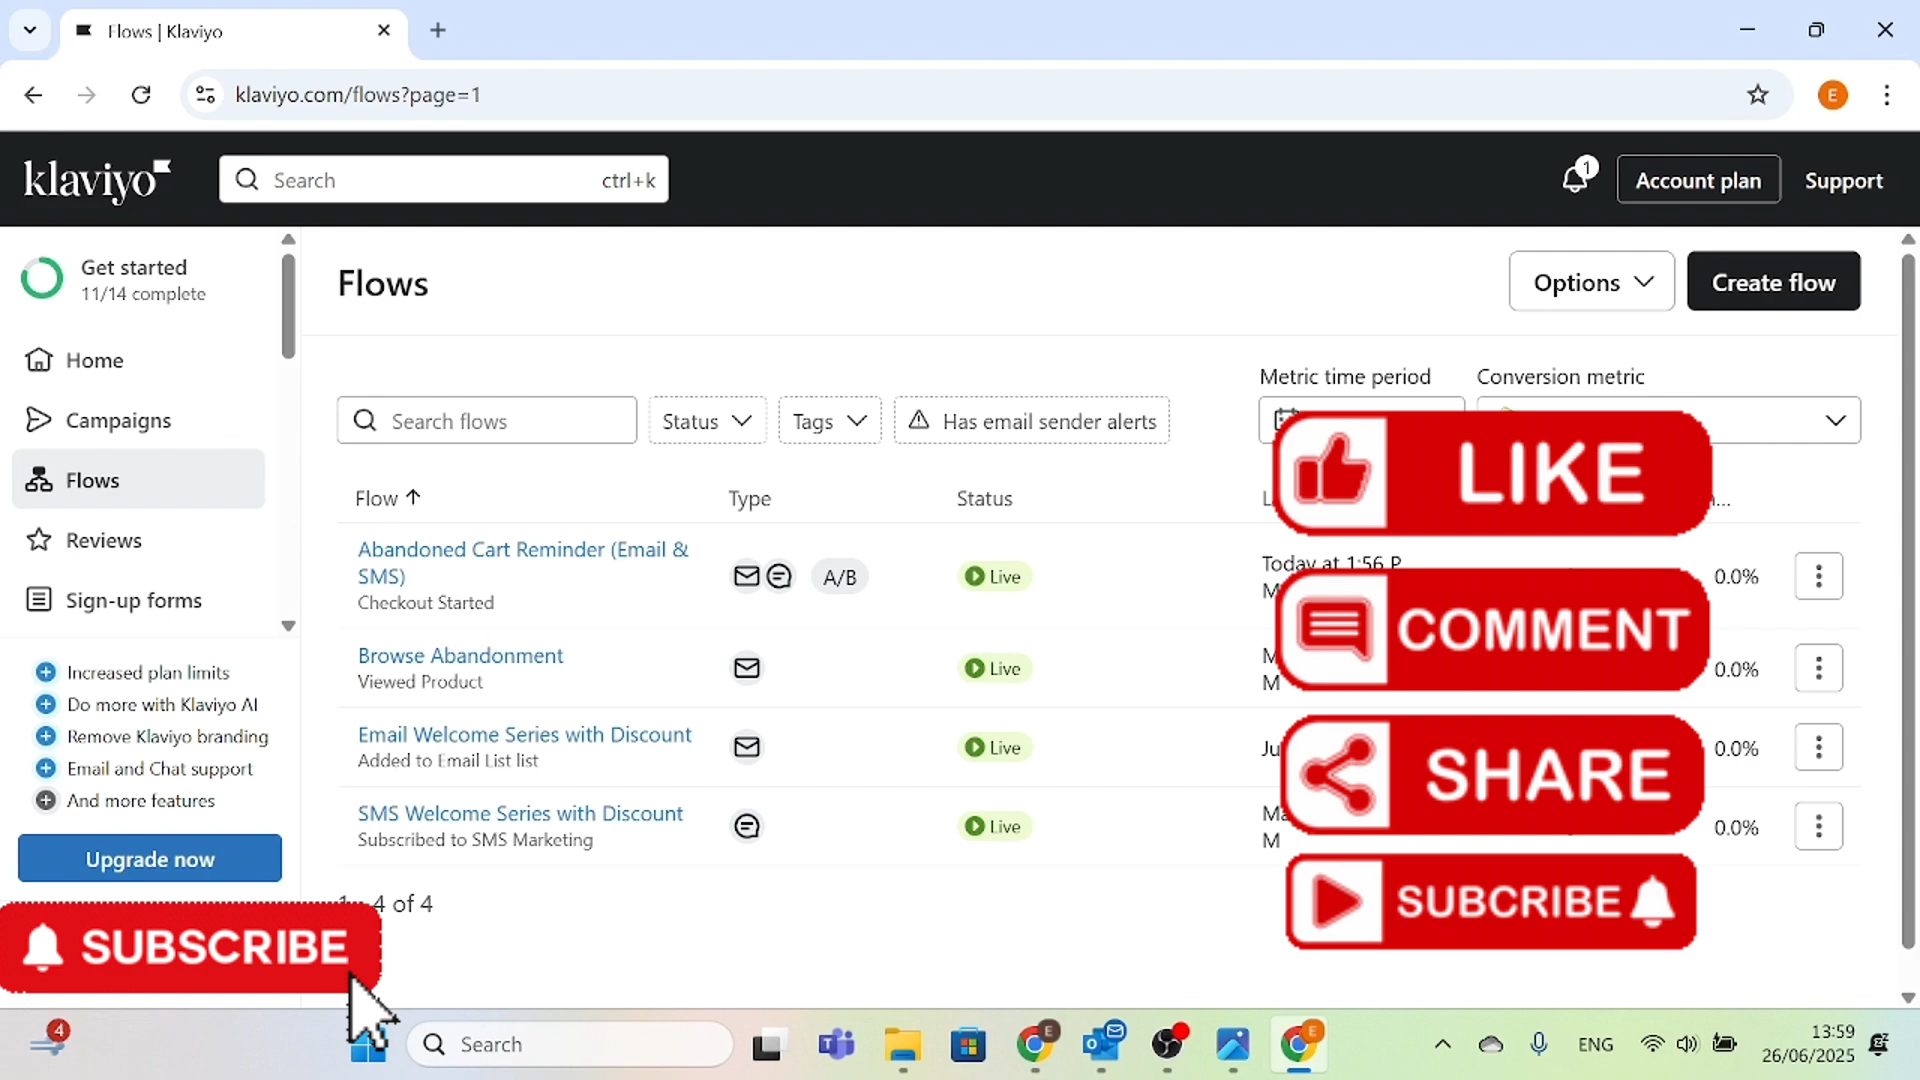 Flows | Klaviyo
klaviyo.com/flows?page=1
klaviyo
Search
ctrl+k
1
Account plan
Support
Get started
11/14 complete
Home
Campaigns
Flows
Reviews
Sign-up forms
Increased plan limits
Do more with Klaviyo AI
Remove Klaviyo branding
Email and Chat support
And more features
Upgrade now
Flows
Options
Create flow
Metric time period
Conversion metric
Search flows
Status
Tags
Has email sender alerts
Flow
Type
Status
Abandoned Cart Reminder (Email &
SMS)
Checkout Started
A/B
Live
Today at 1:56 P
M
0.0%
Browse Abandonment
Viewed Product
Live
M
M
0.0%
Email Welcome Series with Discount
Added to Email List list
Live
Ju
0.0%
SMS Welcome Series with Discount
Subscribed to SMS Marketing
Live
Ma
M
0.0%
1 - 4 of 4
LIKE
COMMENT
SHARE
SUBCRIBE
SUBSCRIBE
4
Search
E
E
E
ENG
13:59
26/06/2025